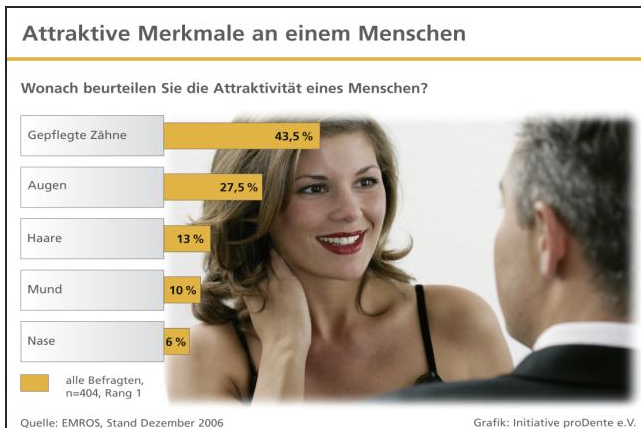 Attraktive Merkmale an einem Menschen
Wonach beurteilen Sie die Attraktivität eines Menschen?
Gepflegte Zähne 43,5 %
Augen 27,5 %
Haare 13 %
Mund 10 %
Nase 6 %
alle Befragten,
n=404, Rang 1
Quelle: EMROS, Stand Dezember 2006 Grafik: Initiative proDente e.V.